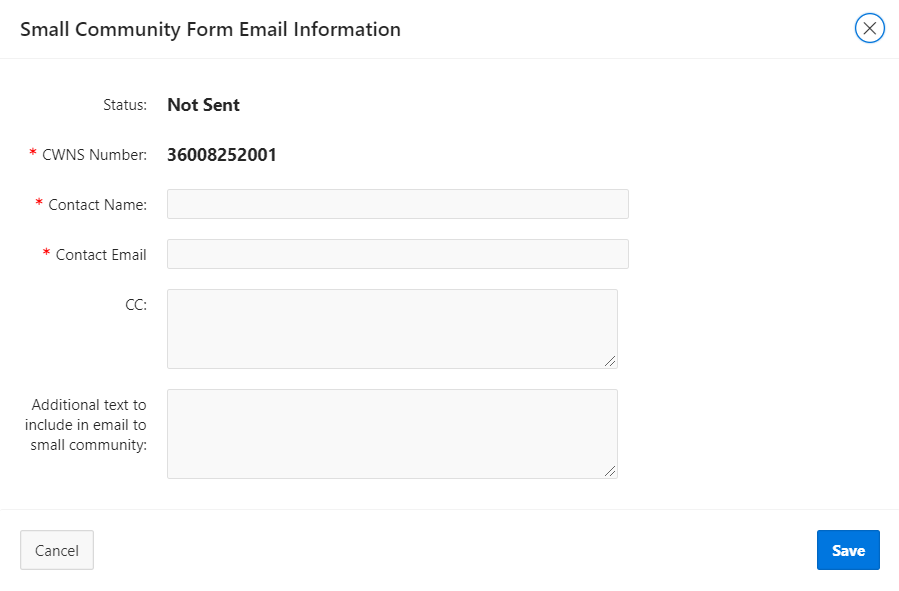 Small Community Form Email Information
Status: Not Sent
* CWNS Number: 36008252001
* Contact Name:
* Contact Email
CC:
Additional text to
include in email to
small community:
Cancel
Save